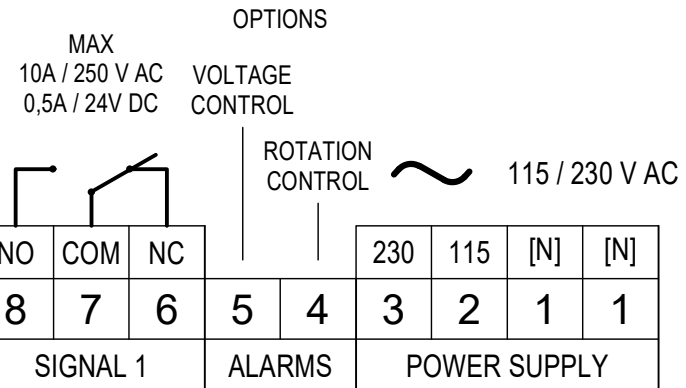 OPTIONS
MAX
10A / 250 V AC
0,5A / 24V DC
VOLTAGE
CONTROL
ROTATION
CONTROL
115 / 230 V AC
NO COM NC 230 115 [N] [N]
8 7 6 5 4 3 2 1 1
SIGNAL 1 ALARMS POWER SUPPLY